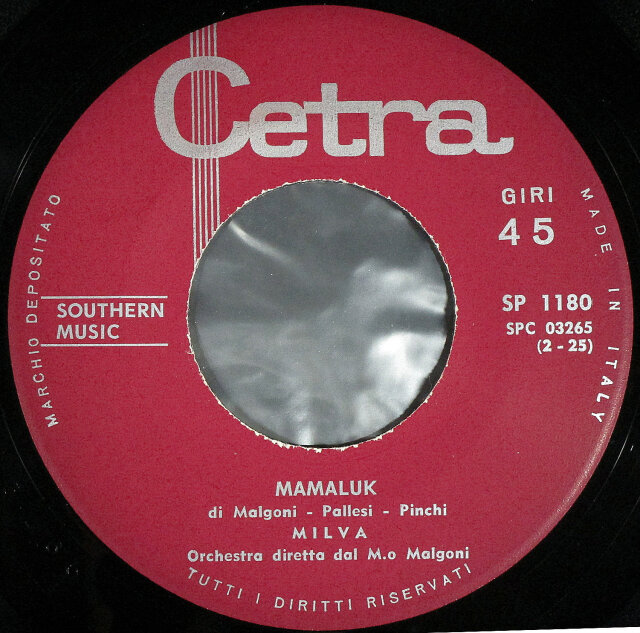 Cetra
GIRI
45
MADE IN ITALY
MARCHIO DEPOSITATO
SOUTHERN
MUSIC
SP 1180
SPC 03265
(2 - 25)
MAMALUK
di Malgoni - Pallesi - Pinchi
MILVA
Orchestra diretta dal M.o Malgoni
TUTTI I DIRITTI RISERVATI